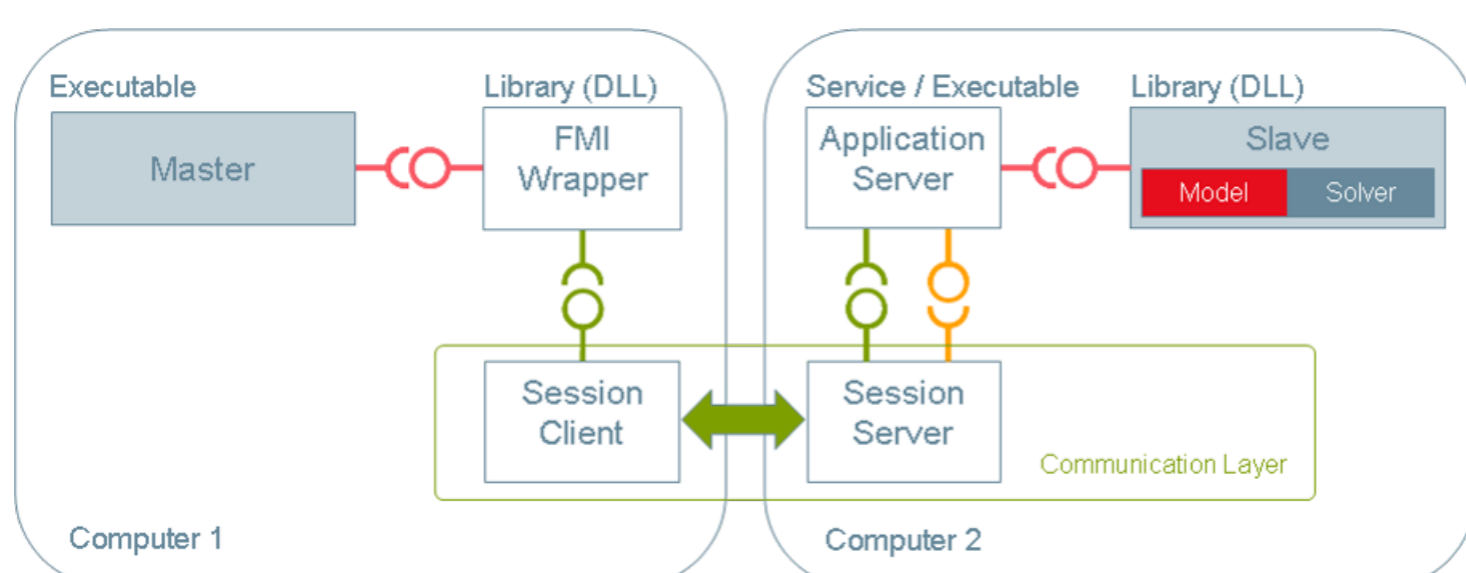 Executable
Library (DLL)
Service / Executable
Library (DLL)
Master
FMI
Wrapper
Application
Server
Slave
Model
Solver
Session
Client
Session
Server
Communication Layer
Computer 1
Computer 2